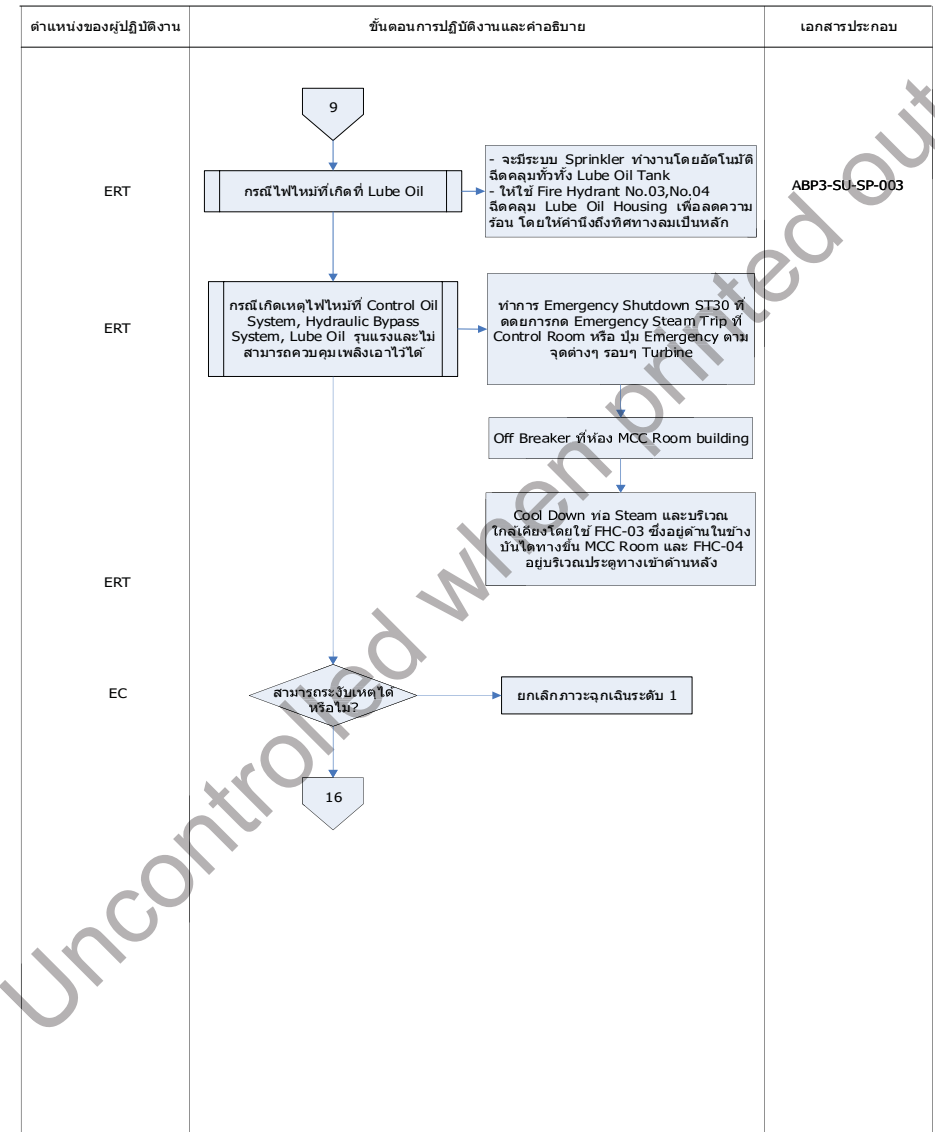 ตำแหน่งของผู้ปฏิบัติงาน
ขั้นตอนการปฏิบัติงานและคำอธิบาย
เอกสารประกอบ
9
ERT
กรณีไฟไหม้ที่เกิดที่ Lube Oil
- จะมีระบบ Sprinkler ทำงานโดยอัตโนมัติ
ฉีดคลุมทั่วทั้ง Lube Oil Tank
- ให้ใช้ Fire Hydrant No.03,No.04
ฉีดคลุม Lube Oil Housing เพื่อลดความ
ร้อน โดยให้คำนึงถึงทิศทางลมเป็นหลัก
ABP3-SU-SP-003
ERT
กรณีเกิดเหตุไฟไหม้ที่ Control Oil
System, Hydraulic Bypass
System, Lube Oil รุนแรงและไม่
สามารถควบคุมเพลิงเอาไว้ได้
ทำการ Emergency Shutdown ST30 ที่
ดดยการกด Emergency Steam Trip ที่
Control Room หรือ ปุ่ม Emergency ตาม
จุดต่างๆ รอบๆ Turbine
Off Breaker ที่ห้อง MCC Room building
Cool Down ท่อ Steam และบริเวณ
ใกล้เคียงโดยใช้ FHC-03 ซึ่งอยู่ด้านในข้าง
บันไดทางขึ้น MCC Room และ FHC-04
อยู่บริเวณประตูทางเข้าด้านหลัง
ERT
EC
สามารถระงับเหตุได้
หรือไม่?
ยกเลิกภาวะฉุกเฉินระดับ 1
16
Uncontrolled when printed out